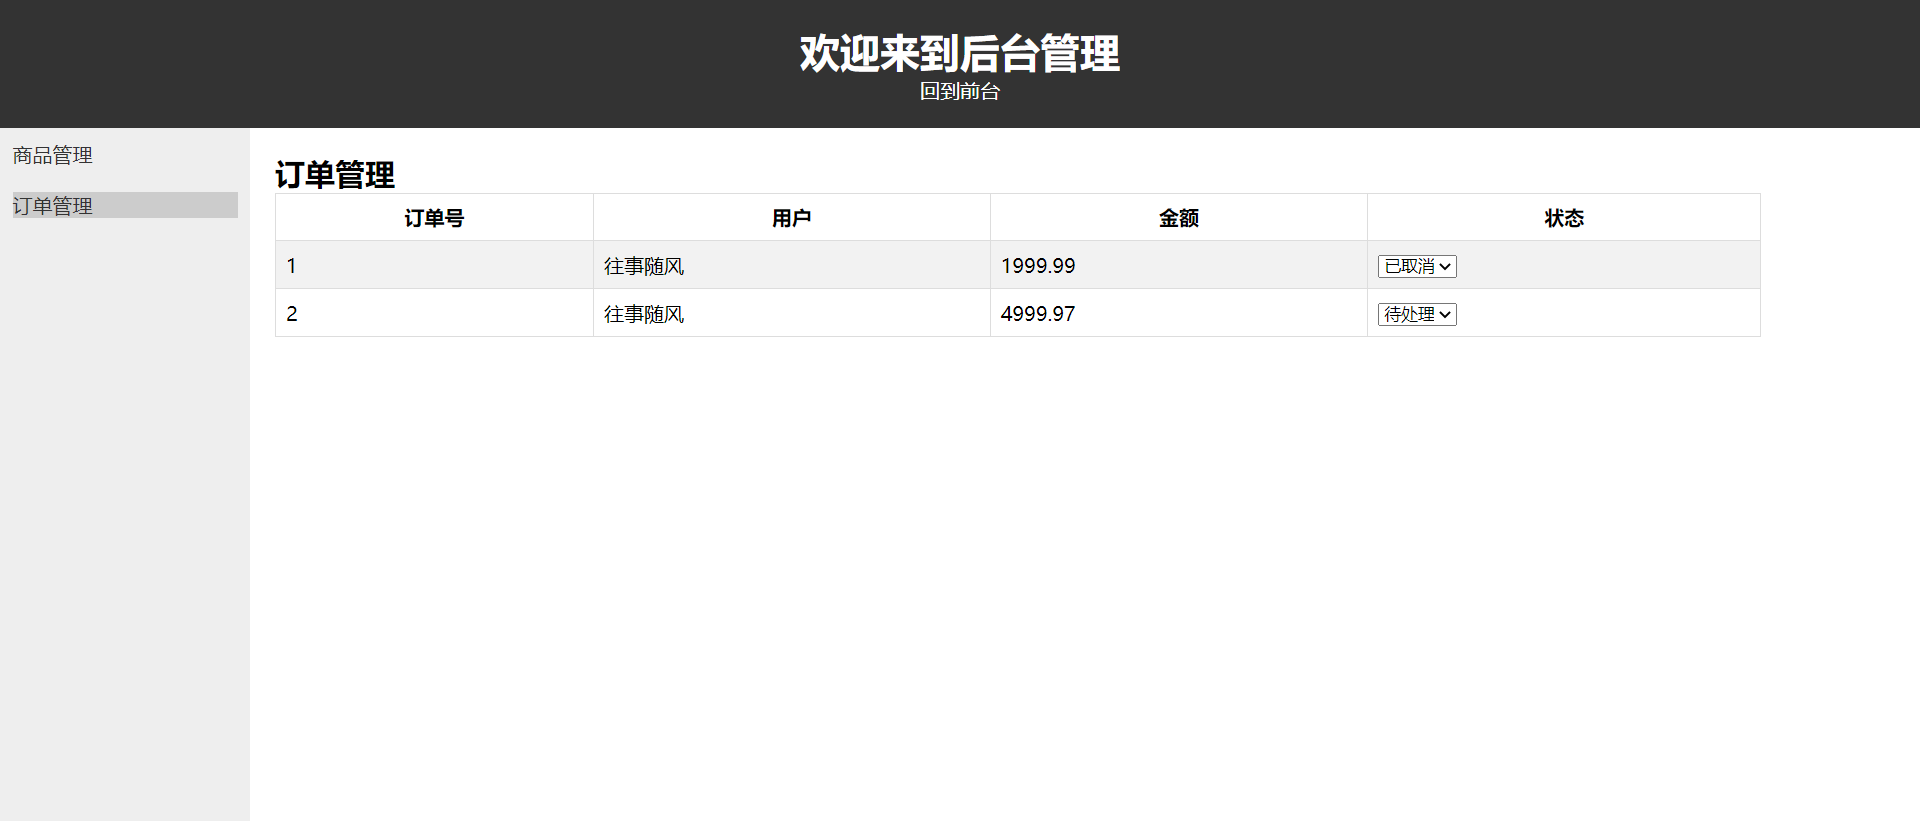 欢迎来到后台管理
回到前台
商品管理
订单管理
订单管理
订单号 用户 金额 状态
1 往事随风 1999.99 已取消
2 往事随风 4999.97 待处理